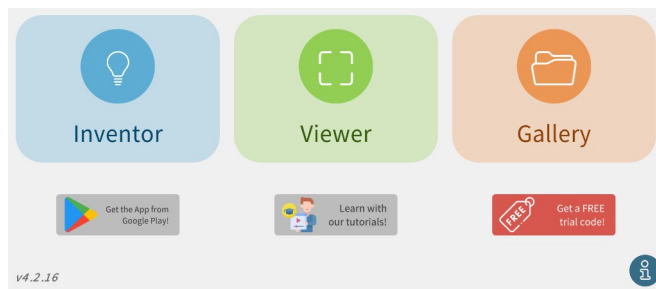 Inventor
Viewer
Gallery
Get the App from
Google Play!
Learn with
our tutorials!
FREE
Get a FREE
trial code!
v4.2.16
i